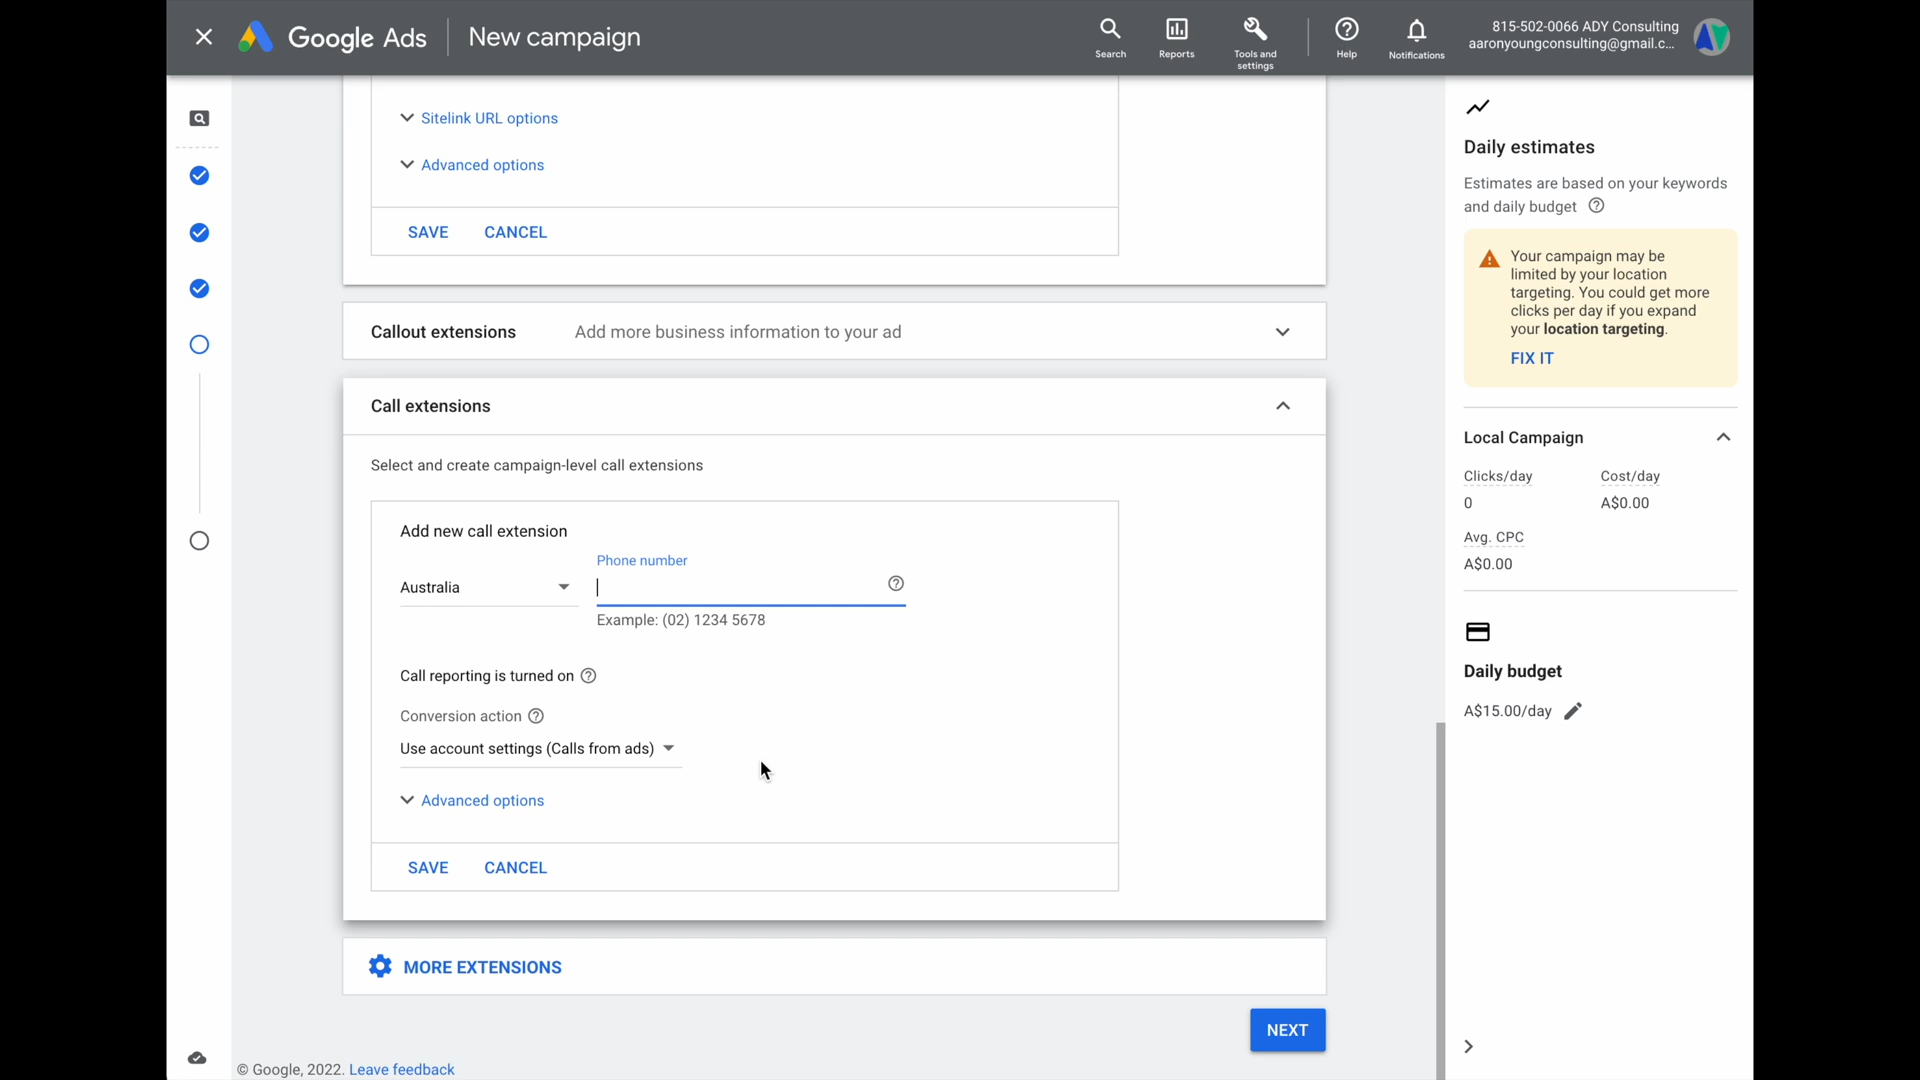 Google Ads
New campaign
Search
Reports
Tools and
settings
Help
Notifications
815-502-0066 ADY Consulting
aaronyoungconsulting@gmail.c...
Sitelink URL options
Advanced options
SAVE
CANCEL
Callout extensions
Add more business information to your ad
Call extensions
Select and create campaign-level call extensions
Add new call extension
Phone number
Australia
Example: (02) 1234 5678
Call reporting is turned on
Conversion action
Use account settings (Calls from ads)
Advanced options
SAVE
CANCEL
MORE EXTENSIONS
NEXT
© Google, 2022. Leave feedback
Daily estimates
Estimates are based on your keywords
and daily budget
Your campaign may be
limited by your location
targeting. You could get more
clicks per day if you expand
your location targeting.
FIX IT
Local Campaign
Clicks/day
Cost/day
0
A$0.00
Avg. CPC
A$0.00
Daily budget
A$15.00/day